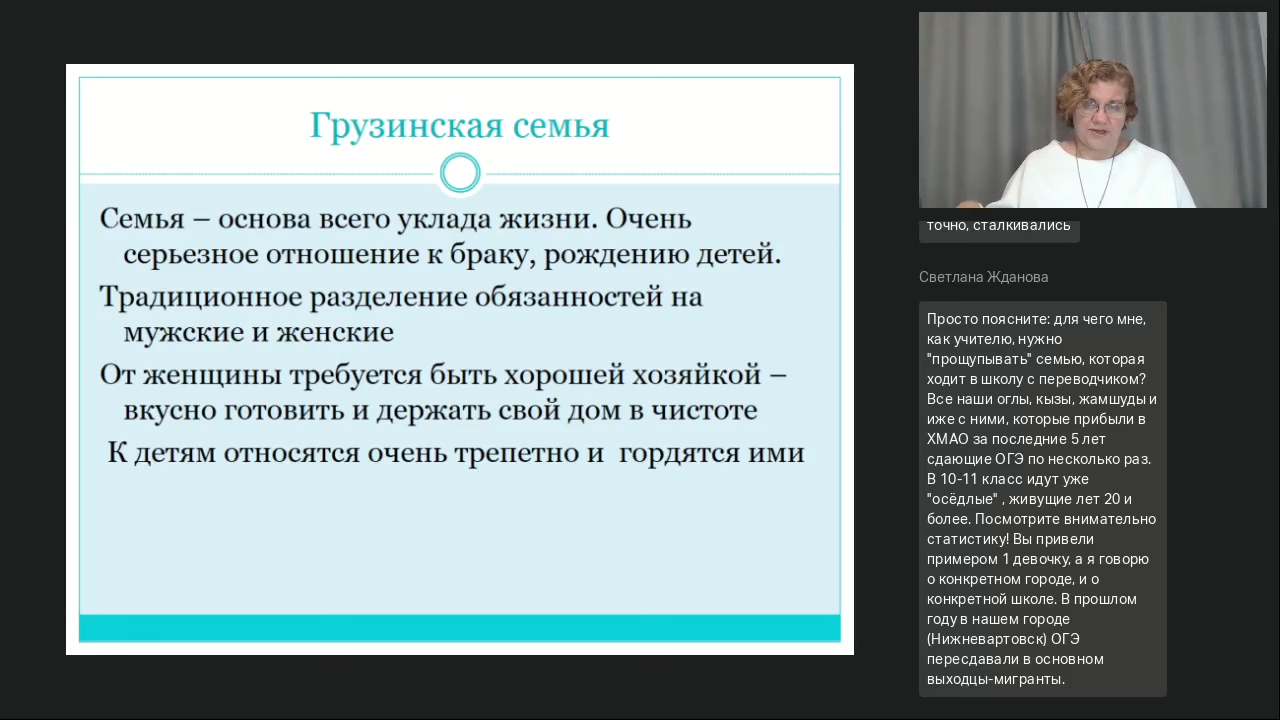 Грузинская семья
Семья – основа всего уклада жизни. Очень
серьезное отношение к браку, рождению детей.
Традиционное разделение обязанностей на
мужские и женские
От женщины требуется быть хорошей хозяйкой –
вкусно готовить и держать свой дом в чистоте
К детям относятся очень трепетно и  гордятся ими
точно, сталкивались
Светлана Жданова
Просто поясните: для чего мне,
как учителю, нужно
"прощупывать" семью, которая
ходит в школу с переводчиком?
Все наши оглы, кызы, жамшуды и
иже с ними, которые прибыли в
ХМАО за последние 5 лет
сдающие ОГЭ по несколько раз.
В 10-11 класс идут уже
"осёдлые" , живущие лет 20 и
более. Посмотрите внимательно
статистику! Вы привели
примером 1 девочку, а я говорю
о конкретном городе, и о
конкретной школе. В прошлом
году в нашем городе
(Нижневартовск) ОГЭ
пересдавали в основном
выходцы-мигранты.